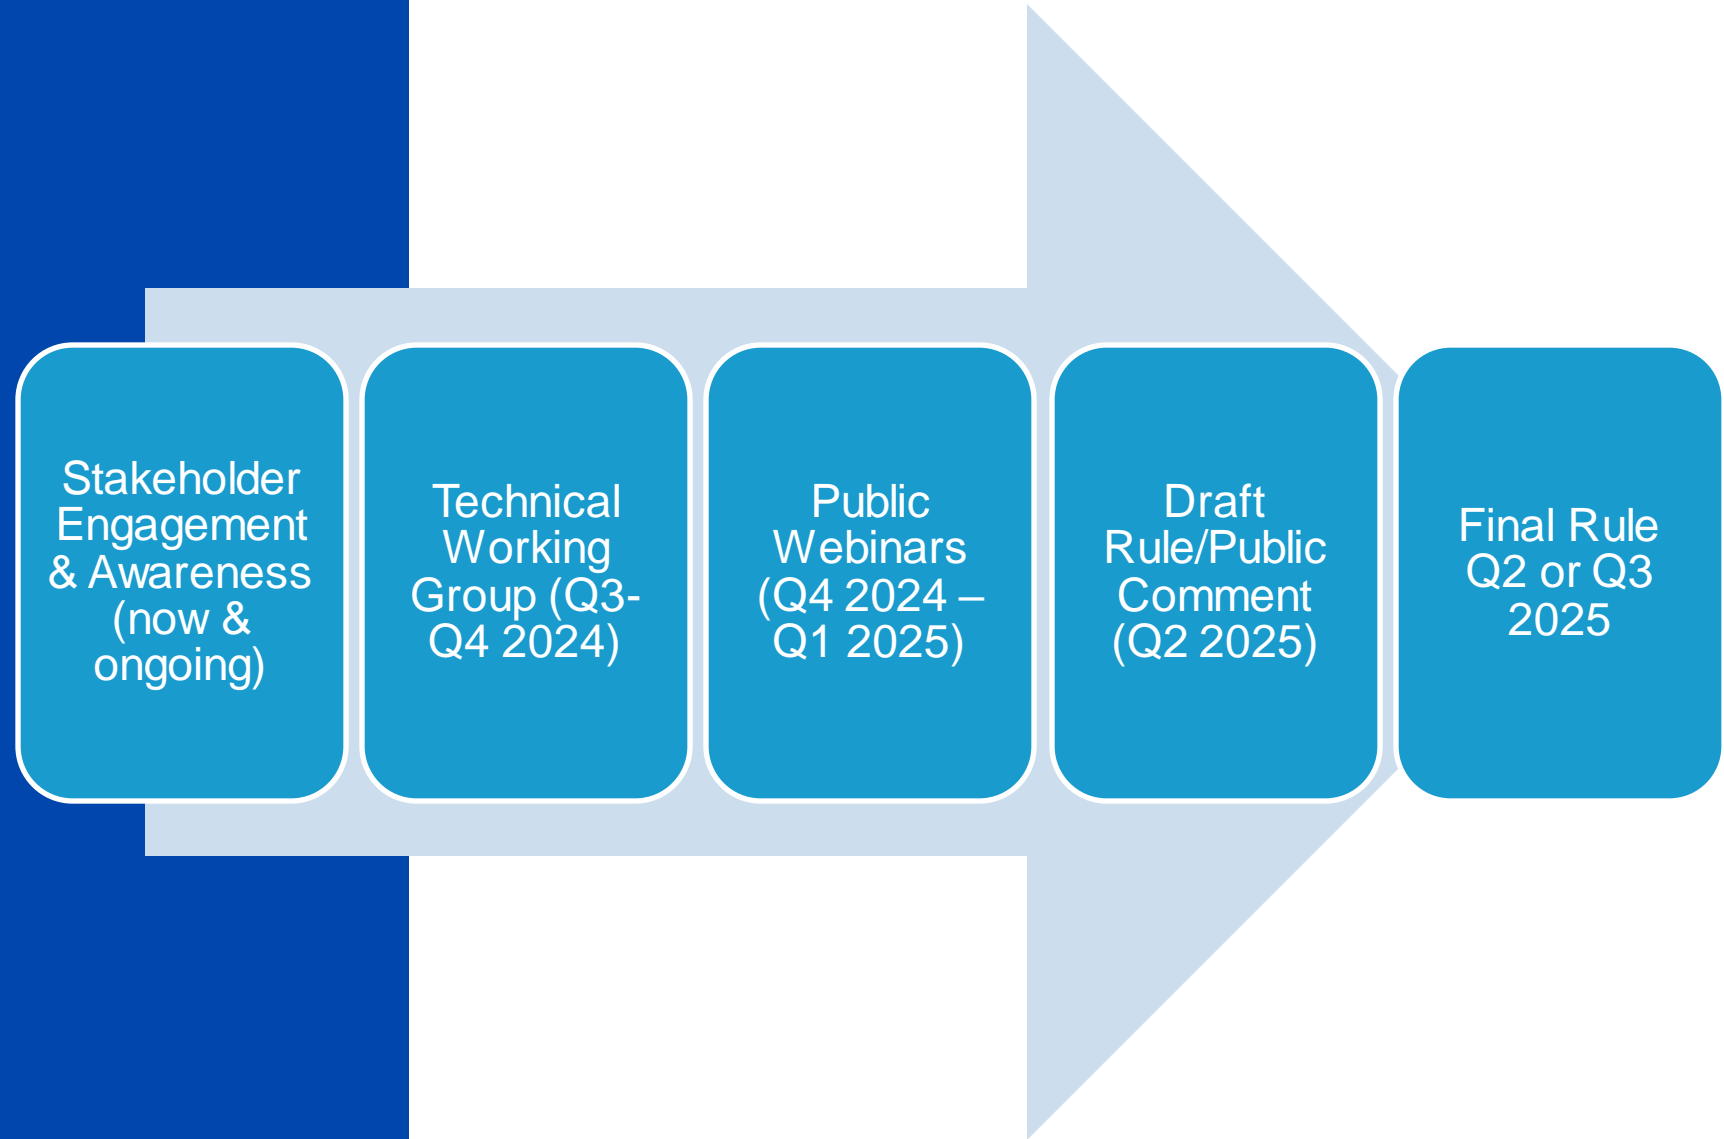 Stakeholder
Engagement
& Awareness
(now &
ongoing)
Technical
Working
Group (Q3-
Q4 2024)
Public
Webinars
(Q4 2024 –
Q1 2025)
Draft
Rule/Public
Comment
(Q2 2025)
Final Rule
Q2 or Q3
2025